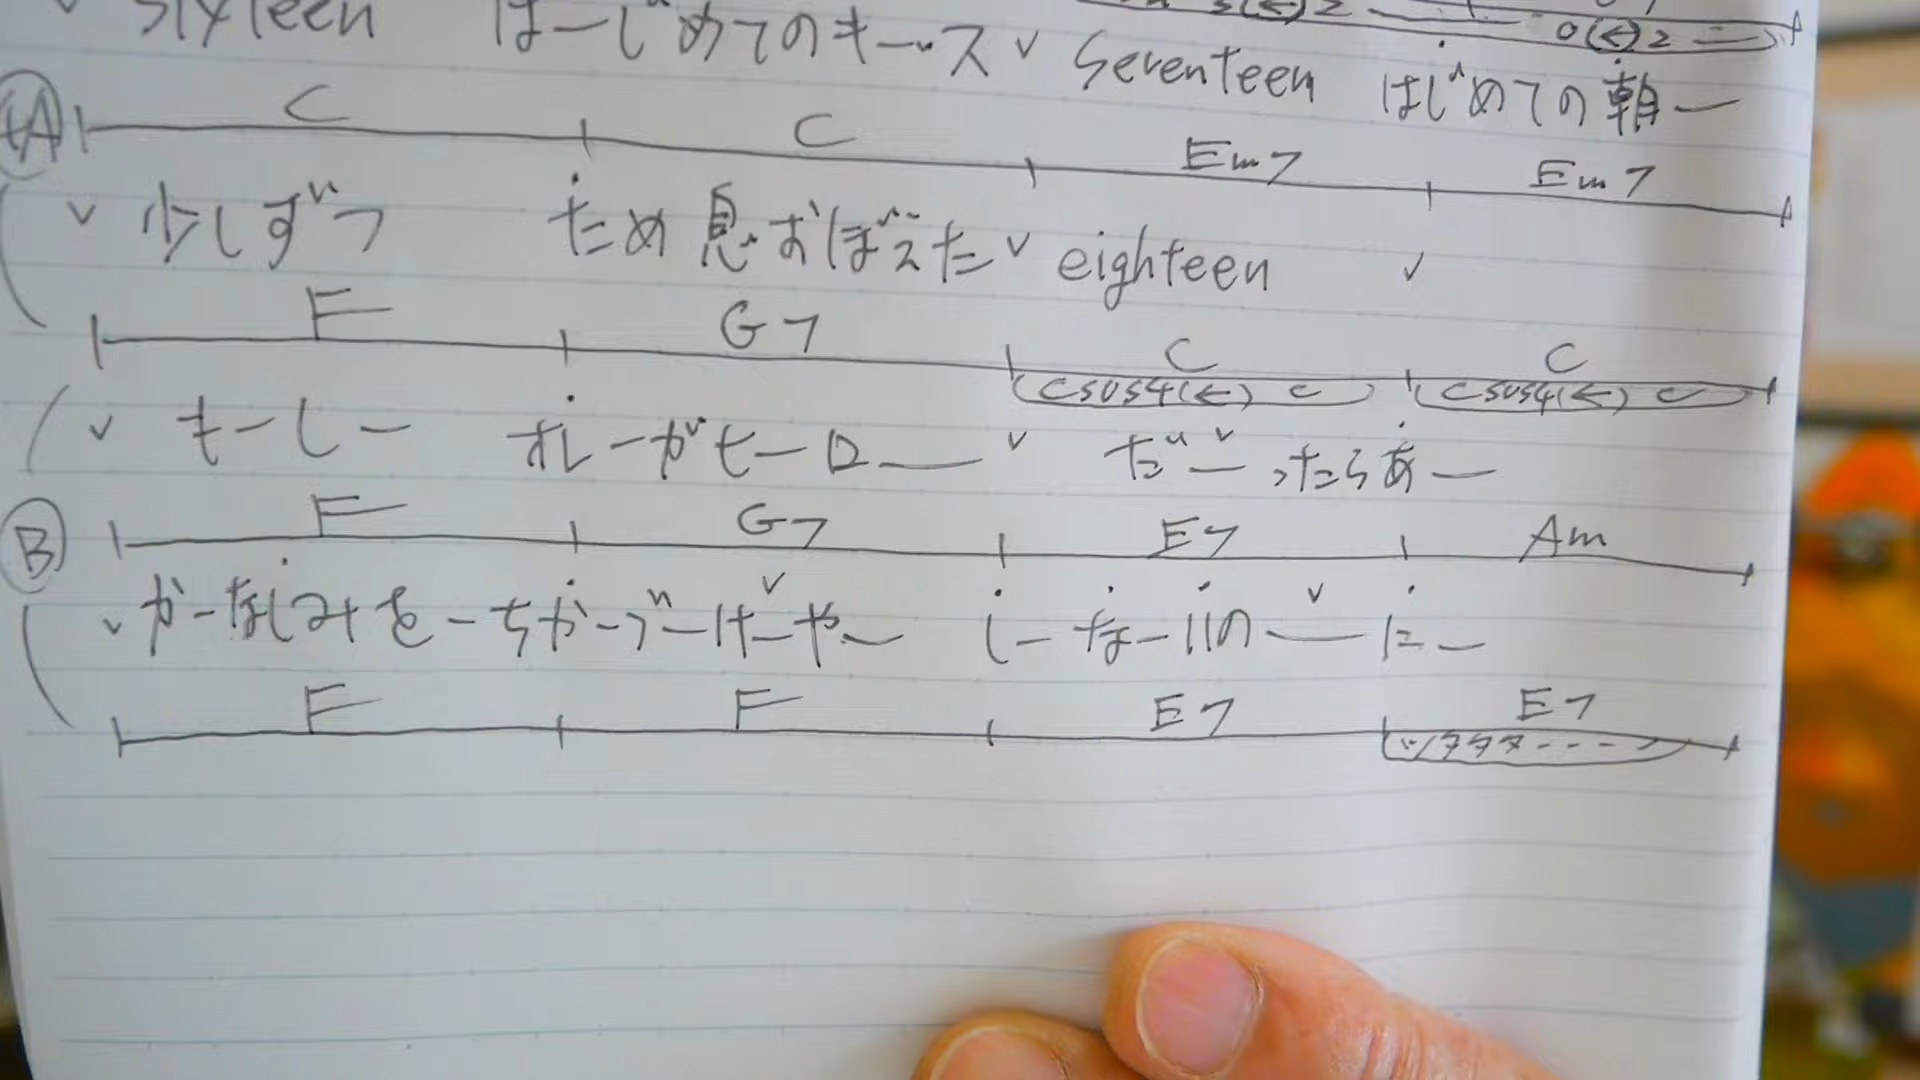 sixteen はーじめてのキース ∨ Seventeen はじめての朝ー
Ⓐ C C Em7 Em7
∨ 少しずつ ため息おぼえた ∨ eighteen ✓
F G7 C C
Csus4(←) C Csus4(←) C
∨ もーしー オレーがヒーロー ∨ だー ったらあー
Ⓑ F G7 E7 Am
∨ かーなしみをーちかーづーけーやー しーなーいのーにー
F F E7 E7